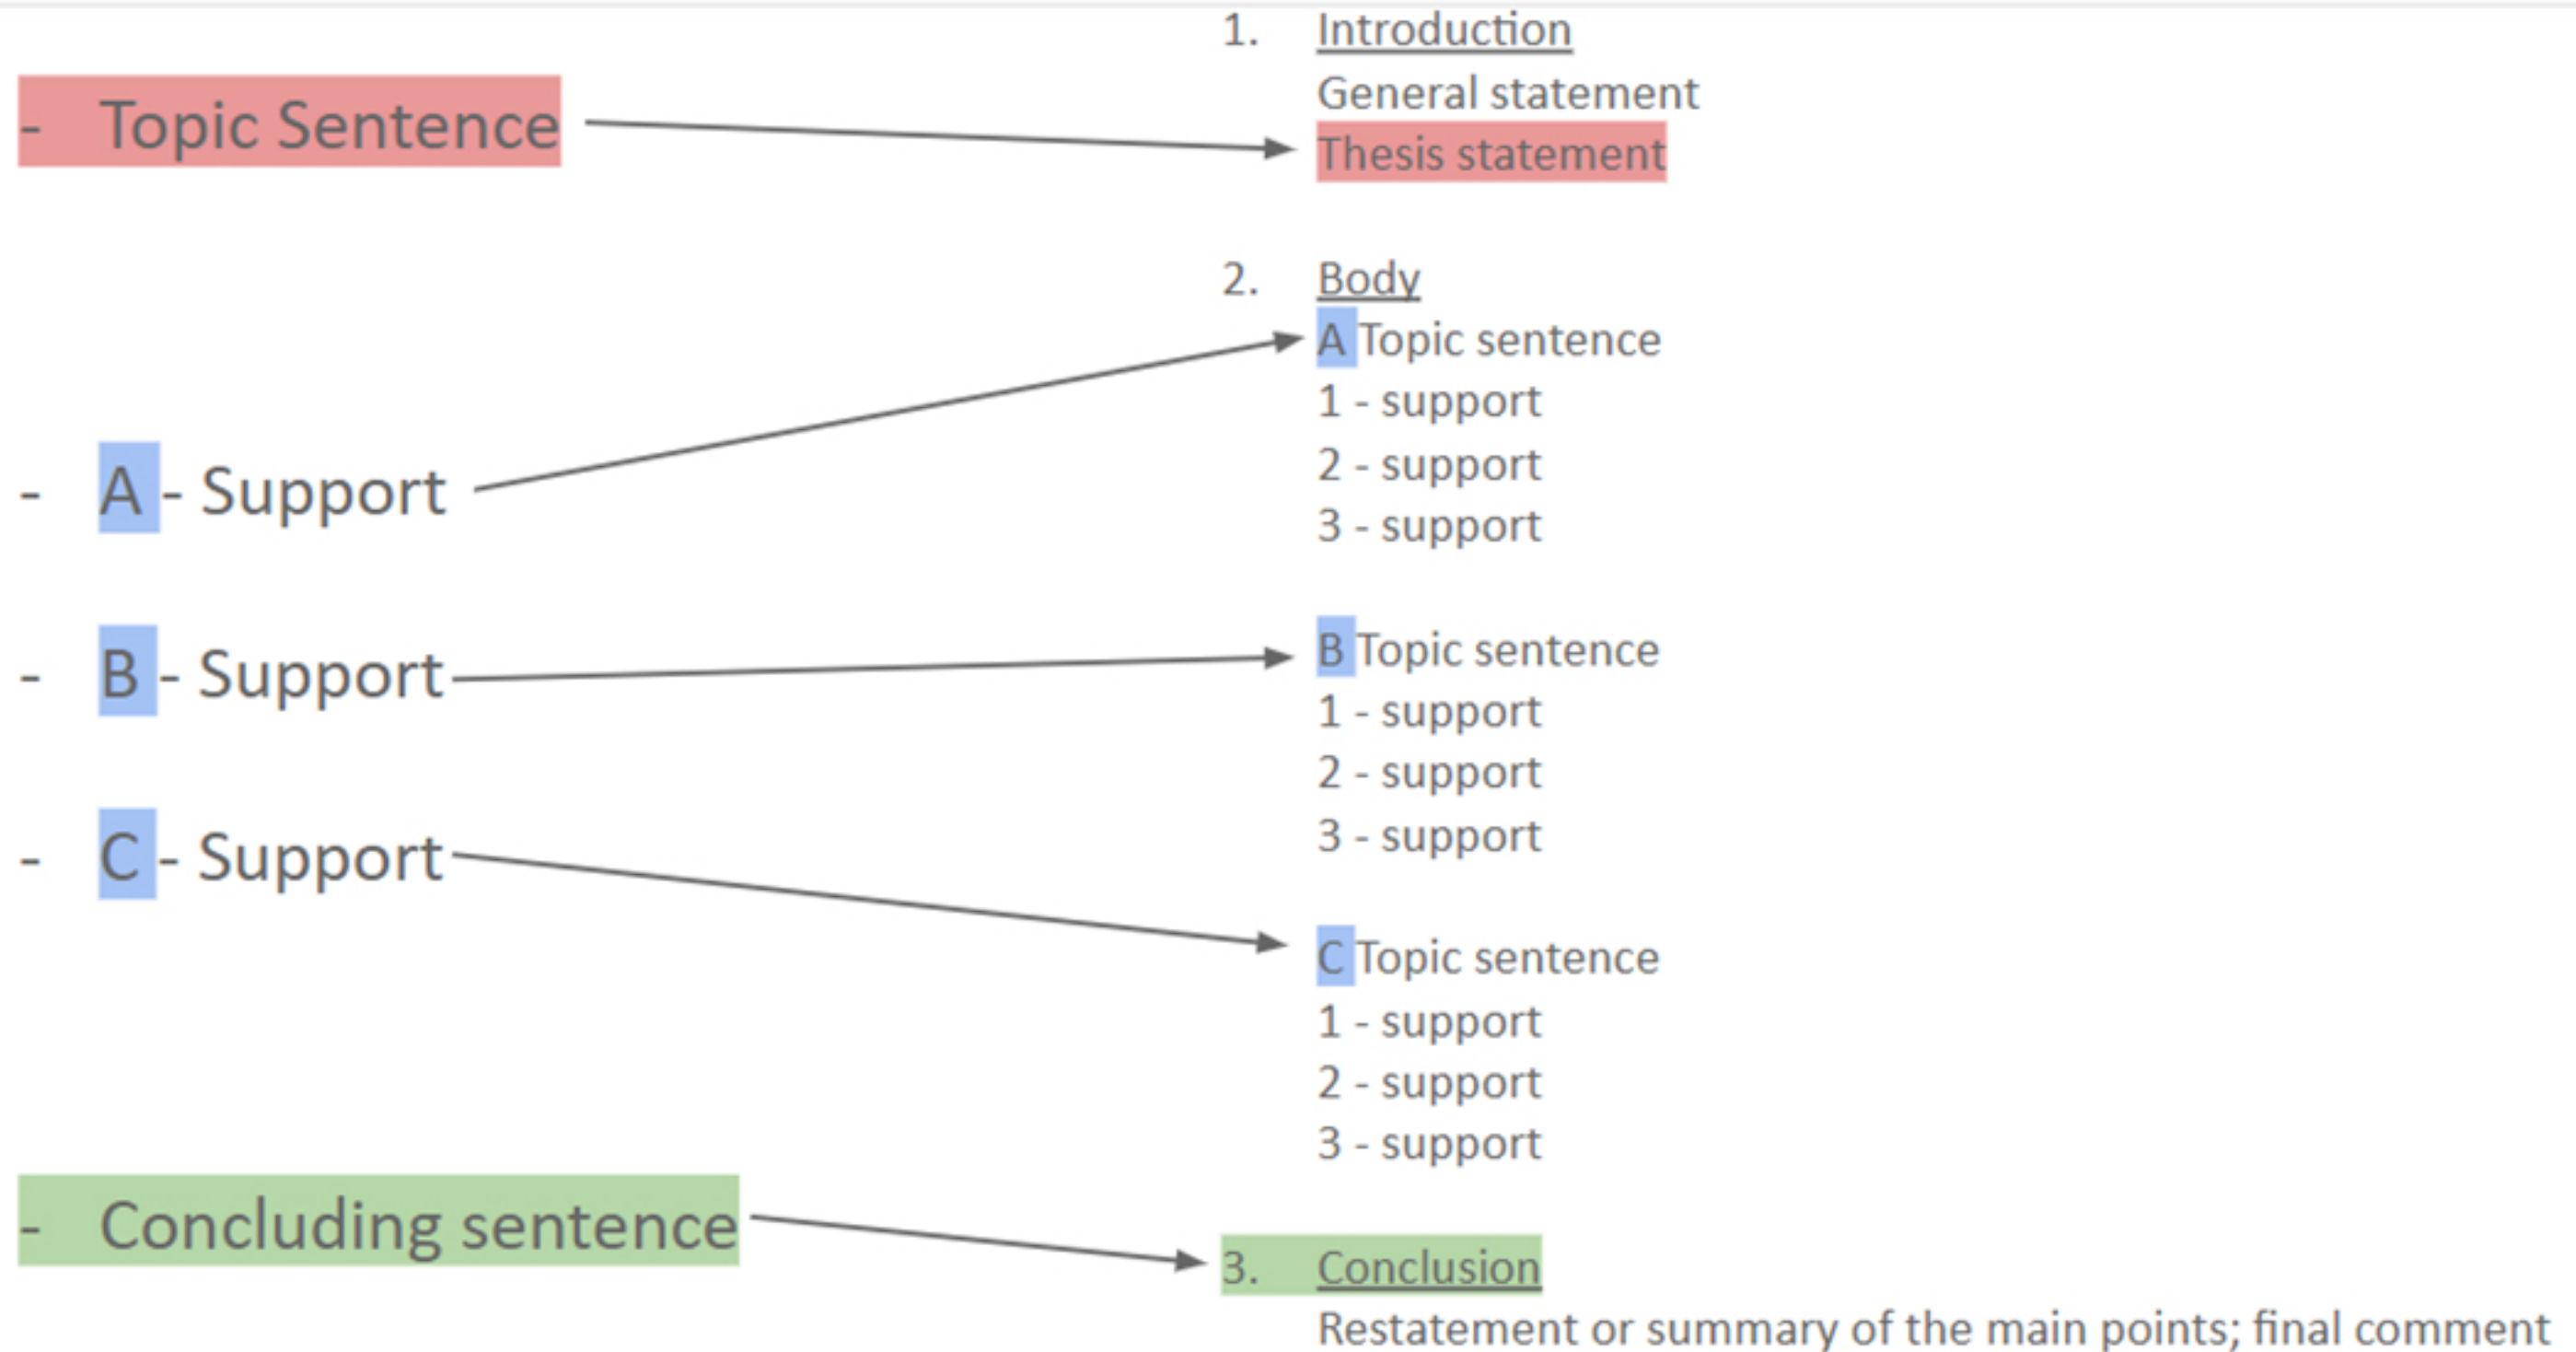 - Topic Sentence
- A - Support
- B - Support
- C - Support
- Concluding sentence
1. Introduction
General statement
Thesis statement
2. Body
A Topic sentence
1 - support
2 - support
3 - support
B Topic sentence
1 - support
2 - support
3 - support
C Topic sentence
1 - support
2 - support
3 - support
3. Conclusion
Restatement or summary of the main points; final comment